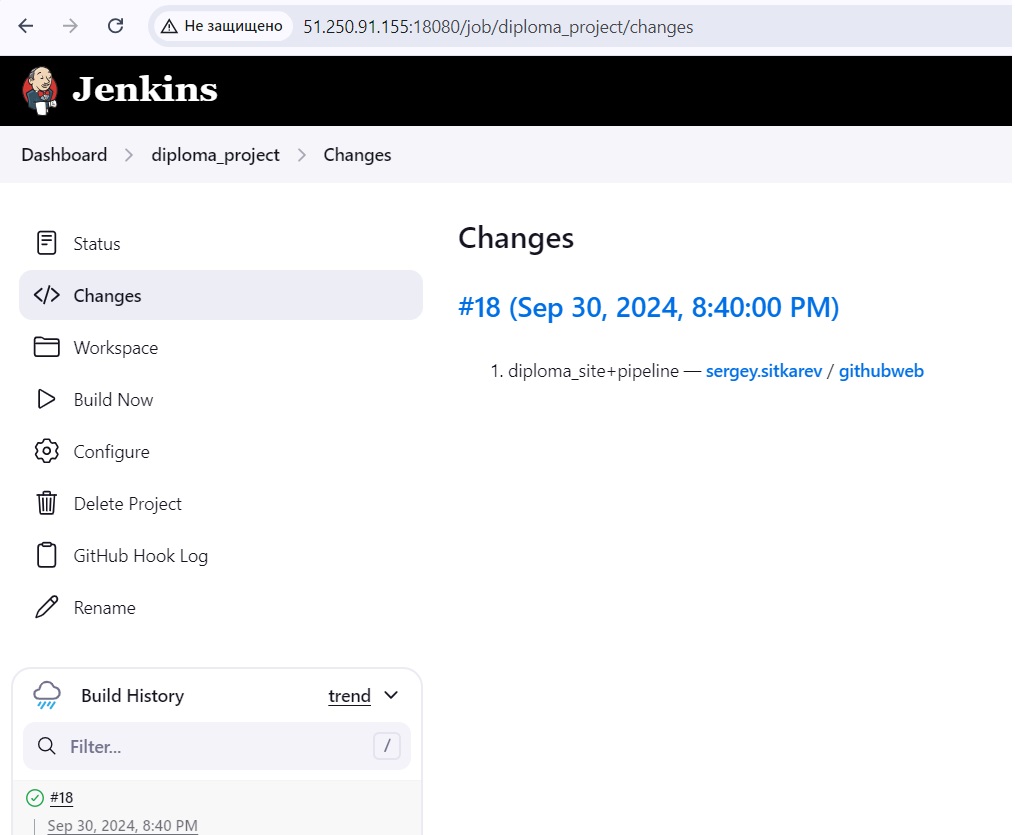 Не защищено 51.250.91.155:18080/job/diploma_project/changes
Jenkins
Dashboard > diploma_project > Changes
Status
Changes
Workspace
Build Now
Configure
Delete Project
GitHub Hook Log
Rename
Build History trend
Filter... /
#18
Sep 30, 2024, 8:40 PM
Changes
#18 (Sep 30, 2024, 8:40:00 PM)
1. diploma_site+pipeline — sergey.sitkarev / githubweb